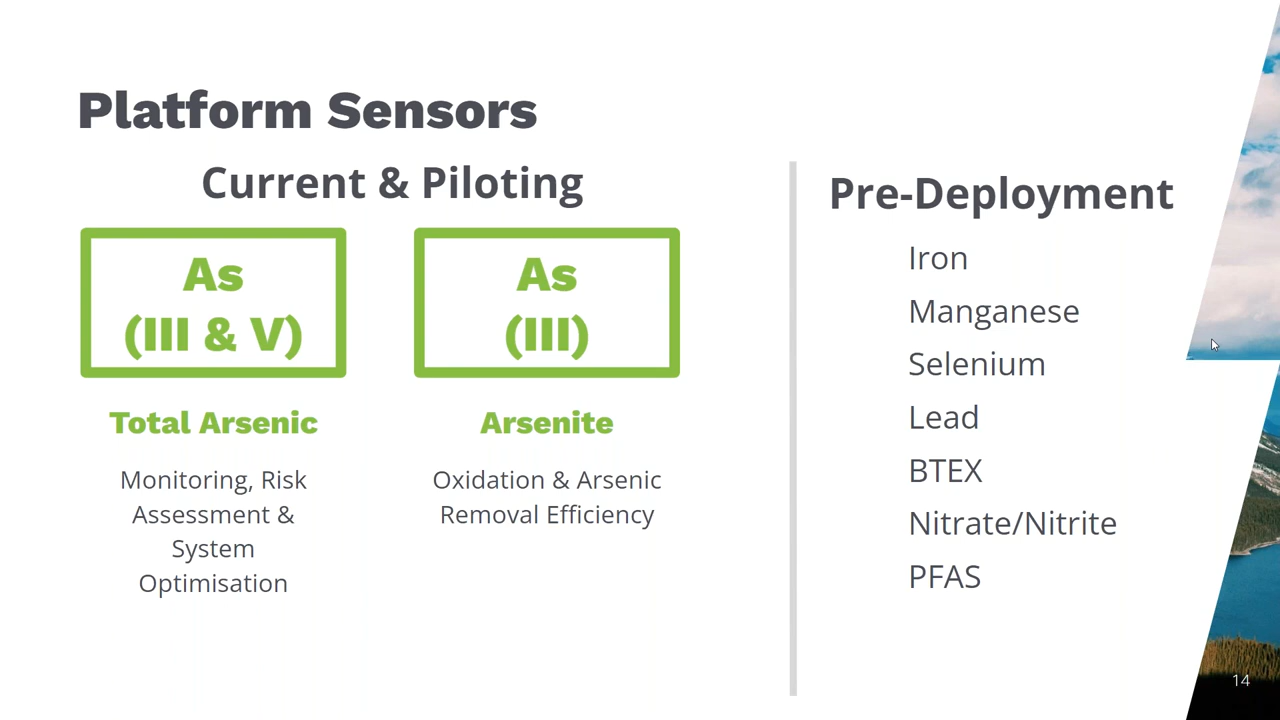 Platform Sensors
Current & Piloting
As
(III & V)
Total Arsenic
Monitoring, Risk
Assessment &
System
Optimisation
As
(III)
Arsenite
Oxidation & Arsenic
Removal Efficiency
Pre-Deployment
Iron
Manganese
Selenium
Lead
BTEX
Nitrate/Nitrite
PFAS
14